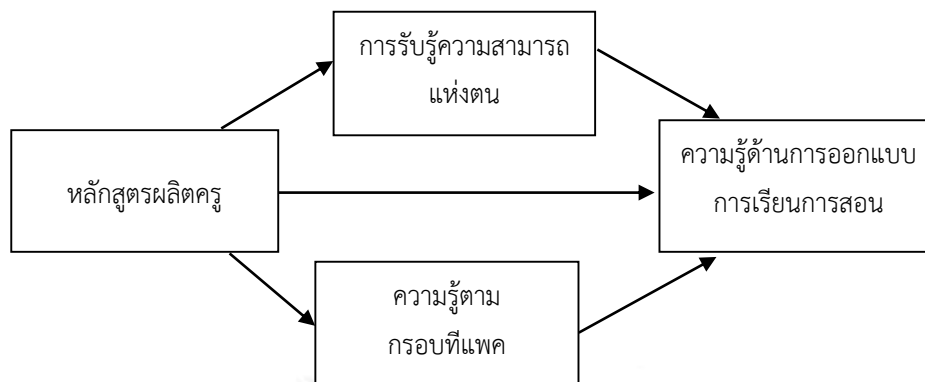 การรับรู้ความสามารถ
แห่งตน
หลักสูตรผลิตครู
ความรู้ด้านการออกแบบ
การเรียนการสอน
ความรู้ตาม
กรอบทีแพค